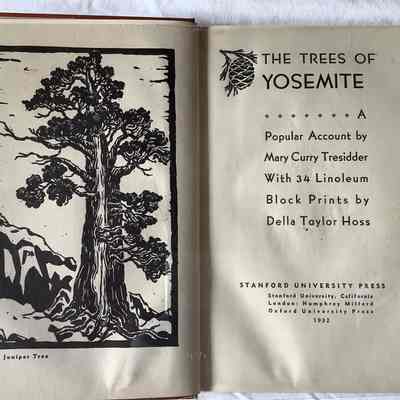 Juniper Tree
THE TREES OF
YOSEMITE
A
Popular Account by
Mary Curry Tresidder
With 34 Linoleum
Block Prints by
Della Taylor Hoss
STANFORD UNIVERSITY PRESS
Stanford University, California
London: Humphrey Milford
Oxford University Press
1932